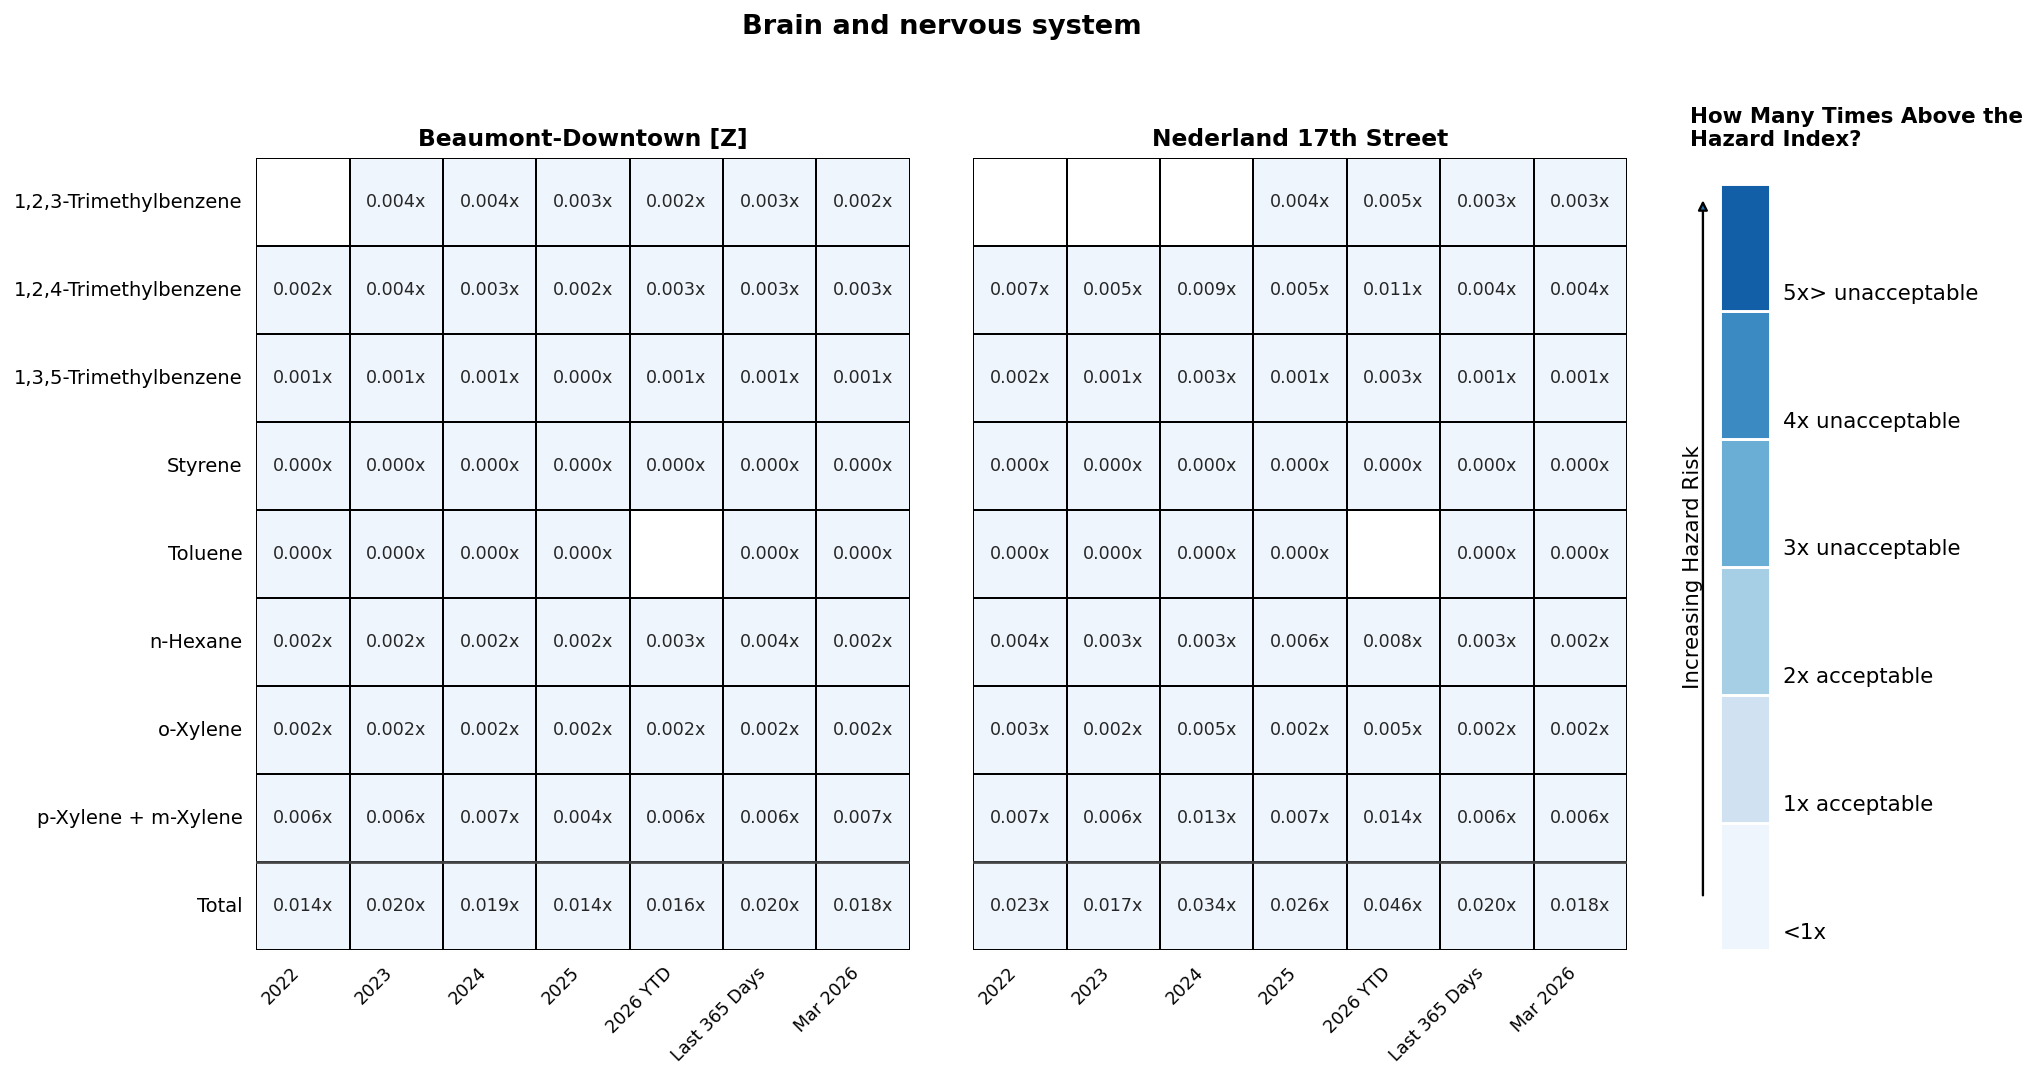 Brain and nervous system
Beaumont-Downtown [Z]
Nederland 17th Street
How Many Times Above the
Hazard Index?
1,2,3-Trimethylbenzene 0.004x 0.004x 0.003x 0.002x 0.003x 0.002x 0.004x 0.005x 0.003x 0.003x
1,2,4-Trimethylbenzene 0.002x 0.004x 0.003x 0.002x 0.003x 0.003x 0.003x 0.007x 0.005x 0.009x 0.005x 0.011x 0.004x 0.004x
1,3,5-Trimethylbenzene 0.001x 0.001x 0.001x 0.000x 0.001x 0.001x 0.001x 0.002x 0.001x 0.003x 0.001x 0.003x 0.001x 0.001x
Styrene 0.000x 0.000x 0.000x 0.000x 0.000x 0.000x 0.000x 0.000x 0.000x 0.000x 0.000x 0.000x 0.000x 0.000x
Toluene 0.000x 0.000x 0.000x 0.000x 0.000x 0.000x 0.000x 0.000x 0.000x 0.000x 0.000x 0.000x
n-Hexane 0.002x 0.002x 0.002x 0.002x 0.003x 0.004x 0.002x 0.004x 0.003x 0.003x 0.006x 0.008x 0.003x 0.002x
o-Xylene 0.002x 0.002x 0.002x 0.002x 0.002x 0.002x 0.002x 0.003x 0.002x 0.005x 0.002x 0.005x 0.002x 0.002x
p-Xylene + m-Xylene 0.006x 0.006x 0.007x 0.004x 0.006x 0.006x 0.007x 0.007x 0.006x 0.013x 0.007x 0.014x 0.006x 0.006x
Total 0.014x 0.020x 0.019x 0.014x 0.016x 0.020x 0.018x 0.023x 0.017x 0.034x 0.026x 0.046x 0.020x 0.018x
2022 2023 2024 2025 2026 YTD Last 365 Days Mar 2026
2022 2023 2024 2025 2026 YTD Last 365 Days Mar 2026
Increasing Hazard Risk
5x> unacceptable
4x unacceptable
3x unacceptable
2x acceptable
1x acceptable
<1x